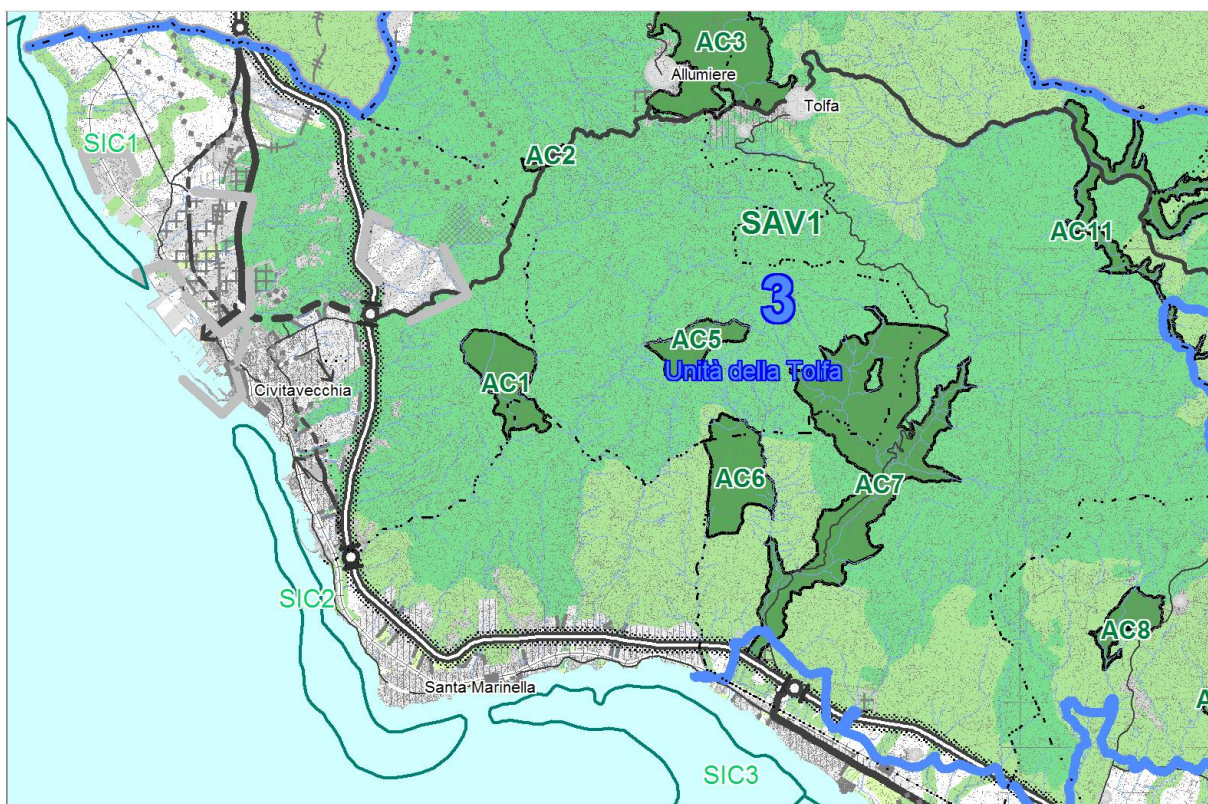 AC3
Allumiere
Tolfa
SIC1
AC2
SAV1
AC11
3
AC5
Unità della Tolfa
AC1
Civitavecchia
AC6
AC7
SIC2
AC8
Santa Marinella
A
SIC3